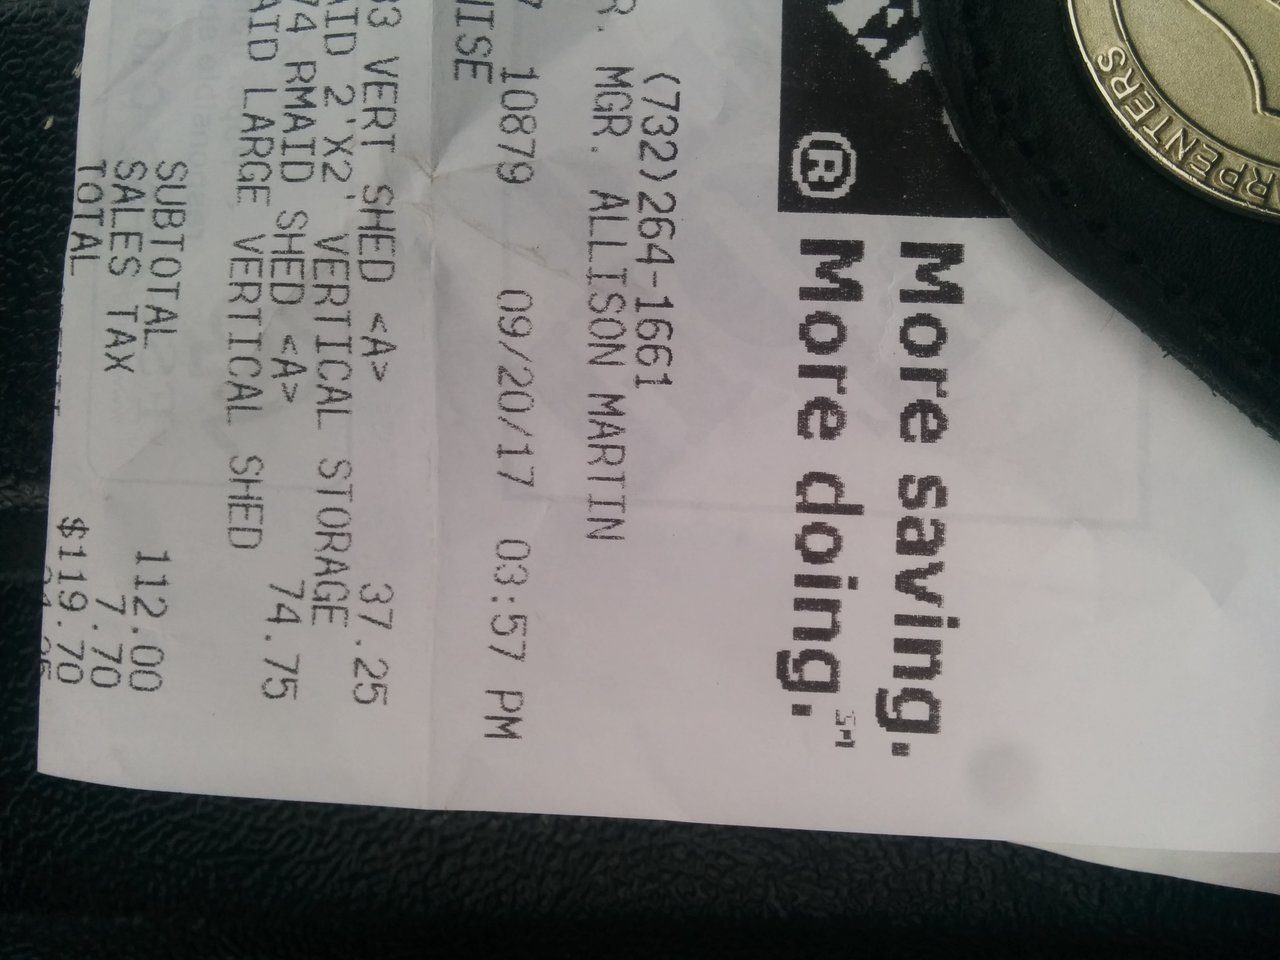 More saving.
® More doing.℠
(732)264-1661
R. MGR. ALLISON MARTIN
10879 09/20/17 03:57 PM
VERT SHED <A> 37.25
2'X2' VERTICAL STORAGE
RMAID SHED <A> 74.75
LARGE VERTICAL SHED
SUBTOTAL 112.00
SALES TAX 7.70
TOTAL $119.70